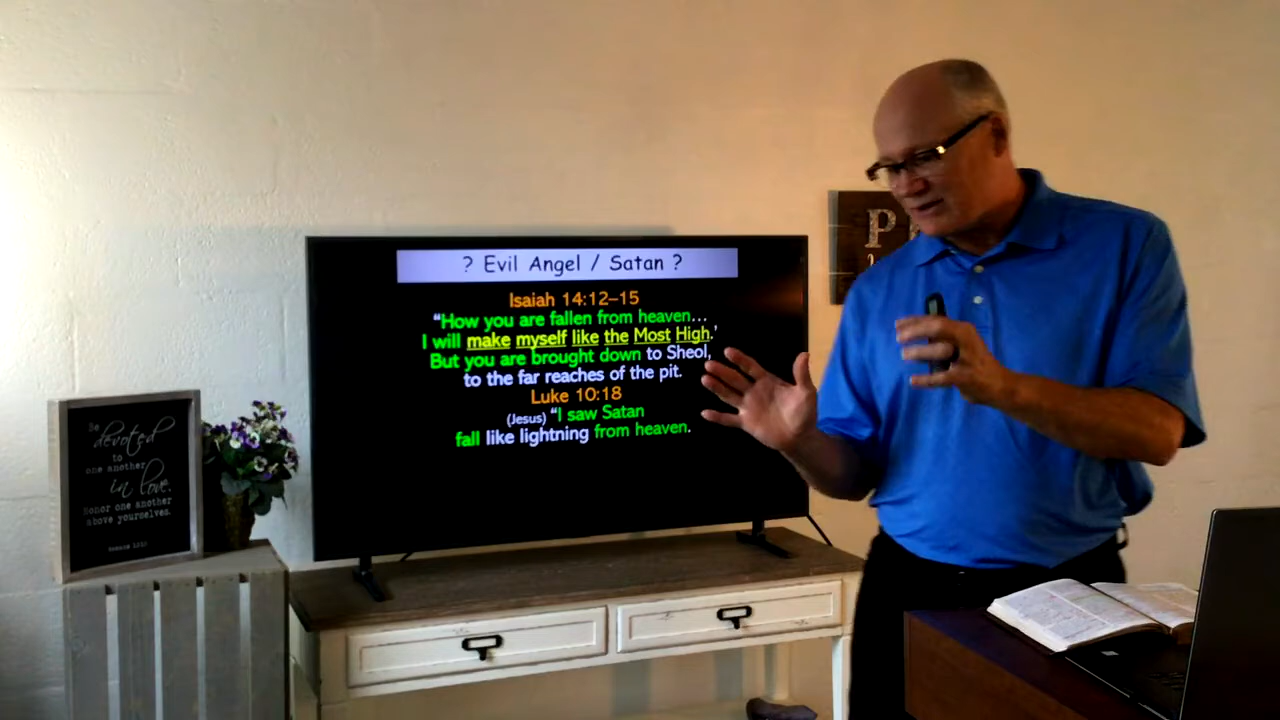 ? Evil Angel / Satan ?
Isaiah 14:12–15
“How you are fallen from heaven…
I will make myself like the Most High.’
But you are brought down to Sheol,
to the far reaches of the pit.
Luke 10:18
(Jesus) “I saw Satan
fall like lightning from heaven.
Be
devoted
to
one another
in love.
Honor one another
above yourselves.
P